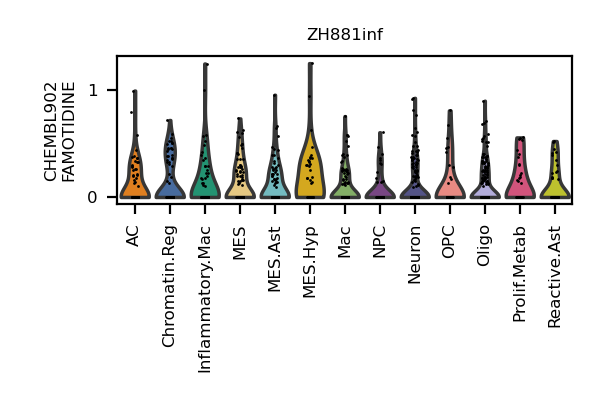 ZH881inf
CHEMBL902
FAMOTIDINE
1
0
AC
Chromatin.Reg
Inflammatory.Mac
MES
MES.Ast
MES.Hyp
Mac
NPC
Neuron
OPC
Oligo
Prolif.Metab
Reactive.Ast